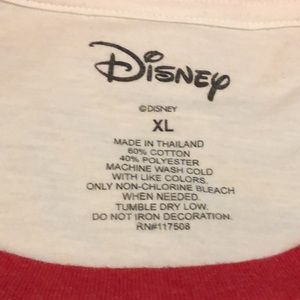 Disney
©DISNEY
XL
MADE IN THAILAND
60% COTTON
40% POLYESTER
MACHINE WASH COLD
WITH LIKE COLORS.
ONLY NON-CHLORINE BLEACH
WHEN NEEDED.
TUMBLE DRY LOW.
DO NOT IRON DECORATION.
RN#117508